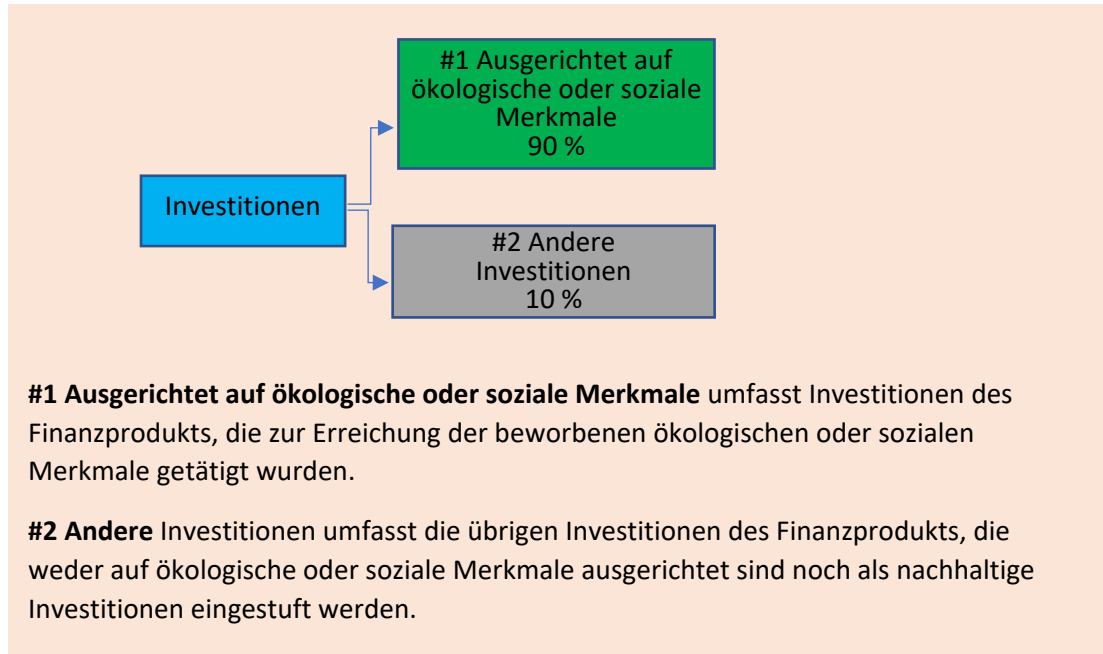 #1 Ausgerichtet auf
ökologische oder soziale
Merkmale
90 %
Investitionen
#2 Andere
Investitionen
10 %
#1 Ausgerichtet auf ökologische oder soziale Merkmale umfasst Investitionen des
Finanzprodukts, die zur Erreichung der beworbenen ökologischen oder sozialen
Merkmale getätigt wurden.
#2 Andere Investitionen umfasst die übrigen Investitionen des Finanzprodukts, die
weder auf ökologische oder soziale Merkmale ausgerichtet sind noch als nachhaltige
Investitionen eingestuft werden.